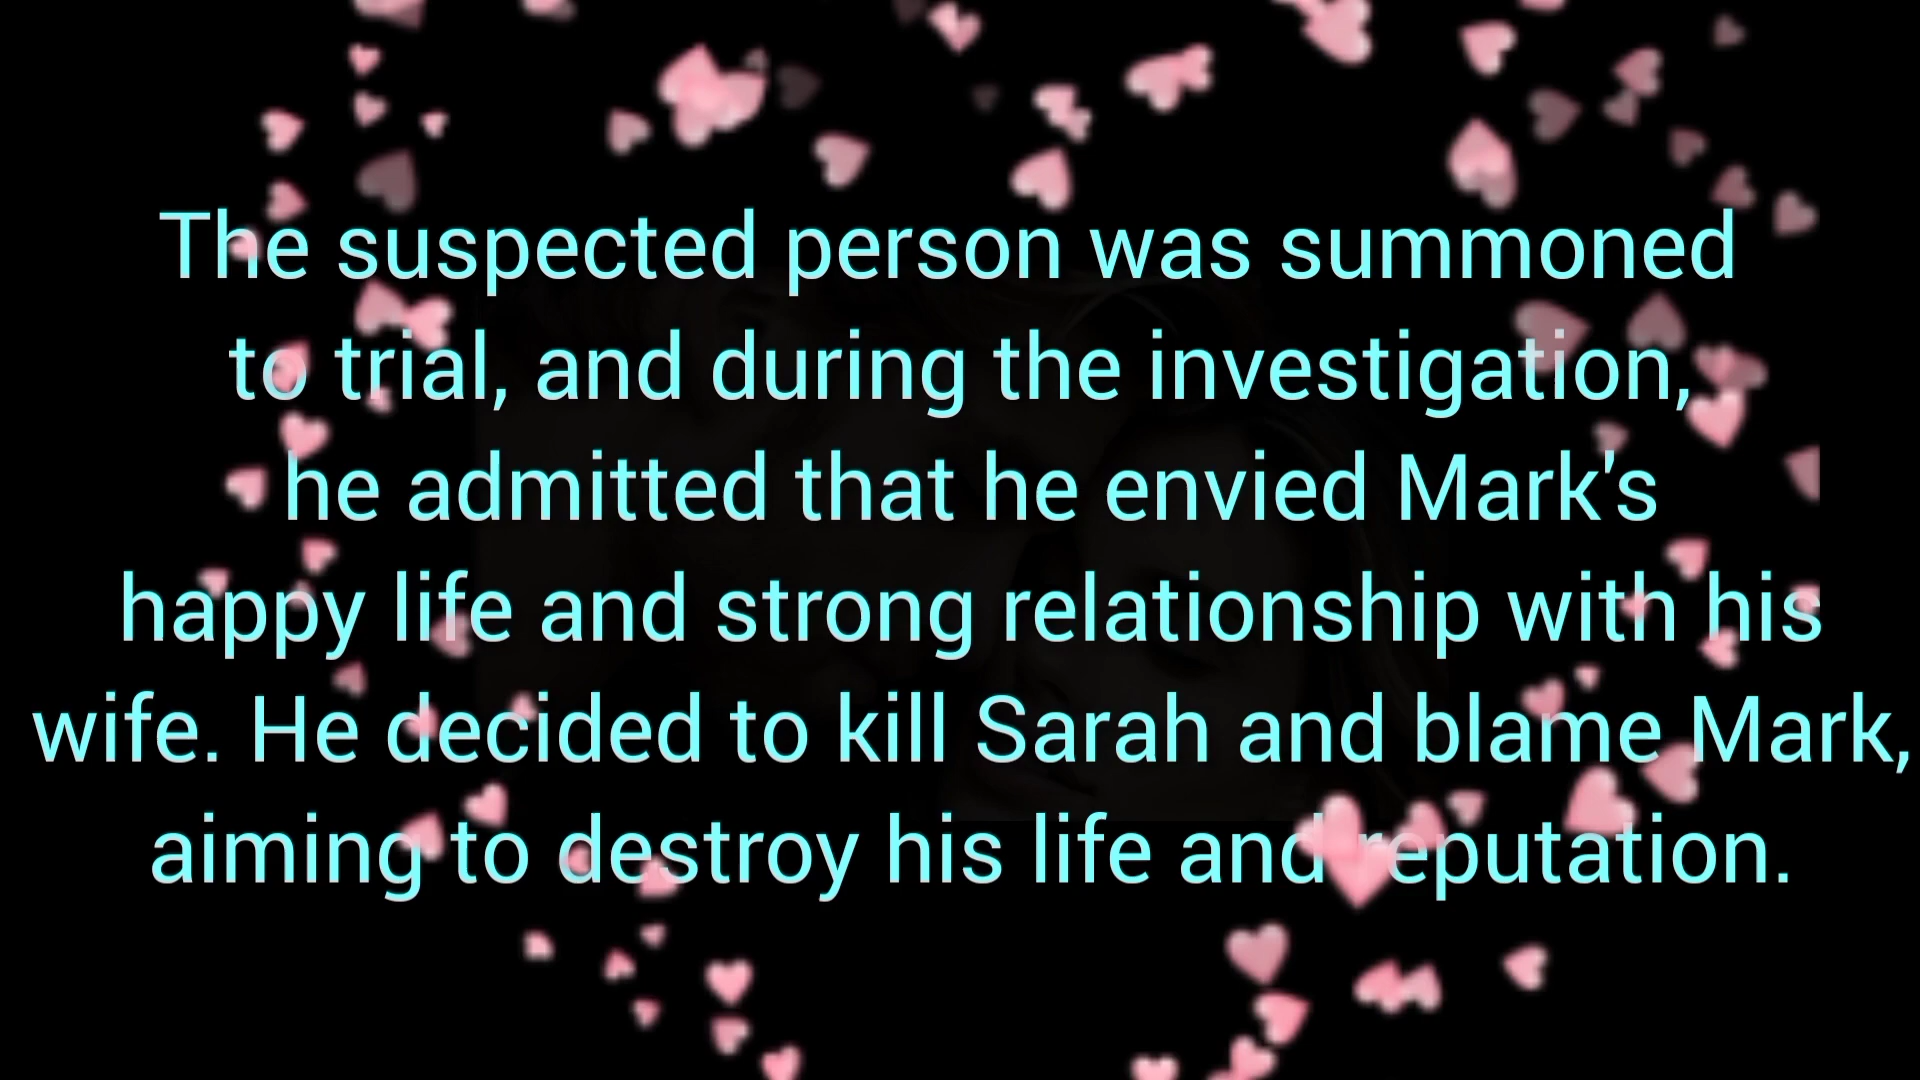 The suspected person was summoned
to trial, and during the investigation,
he admitted that he envied Mark's
happy life and strong relationship with his
wife. He decided to kill Sarah and blame Mark,
aiming to destroy his life and reputation.